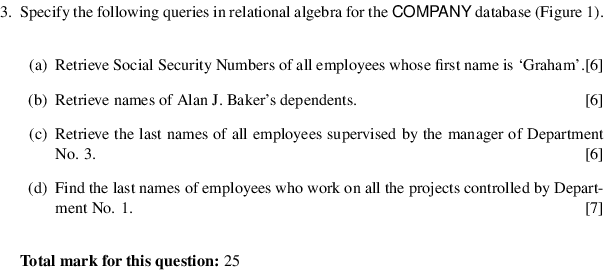 3. Specify the following queries in relational algebra for the COMPANY database (Figure 1).
(a) Retrieve Social Security Numbers of all employees whose first name is ‘Graham’.[6]
(b) Retrieve names of Alan J. Baker’s dependents. [6]
(c) Retrieve the last names of all employees supervised by the manager of Department
No. 3. [6]
(d) Find the last names of employees who work on all the projects controlled by Depart-
ment No. 1. [7]
Total mark for this question: 25